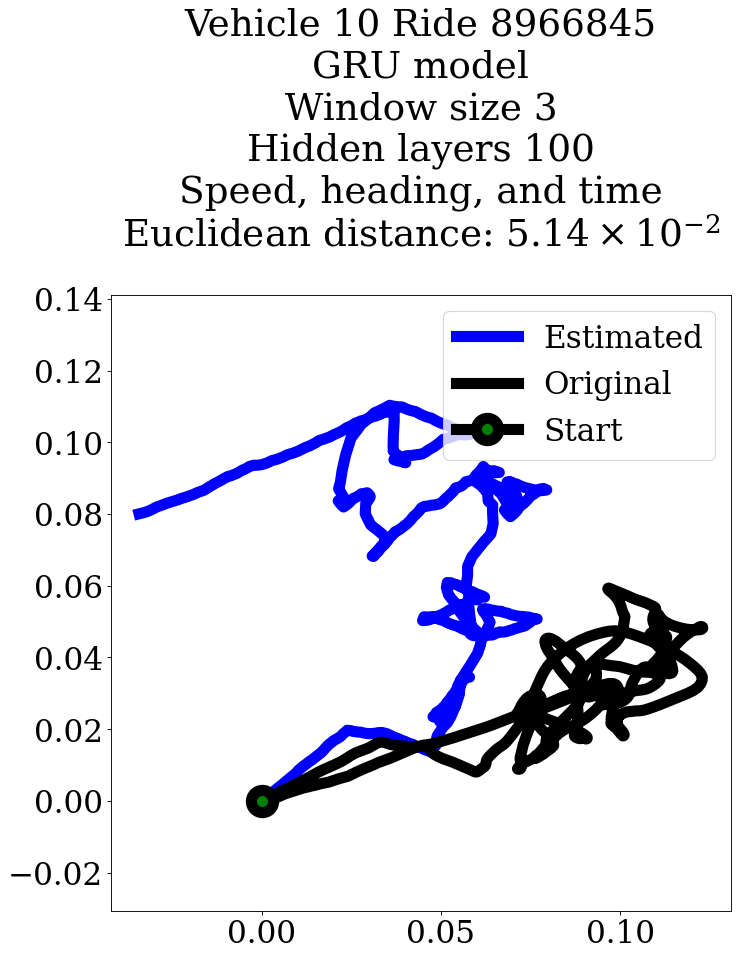 Vehicle 10 Ride 8966845
GRU model
Window size 3
Hidden layers 100
Speed, heading, and time
Euclidean distance: 5.14 × 10⁻²
0.14
0.12
0.10
0.08
0.06
0.04
0.02
0.00
−0.02
Estimated
Original
Start
0.00 0.05 0.10